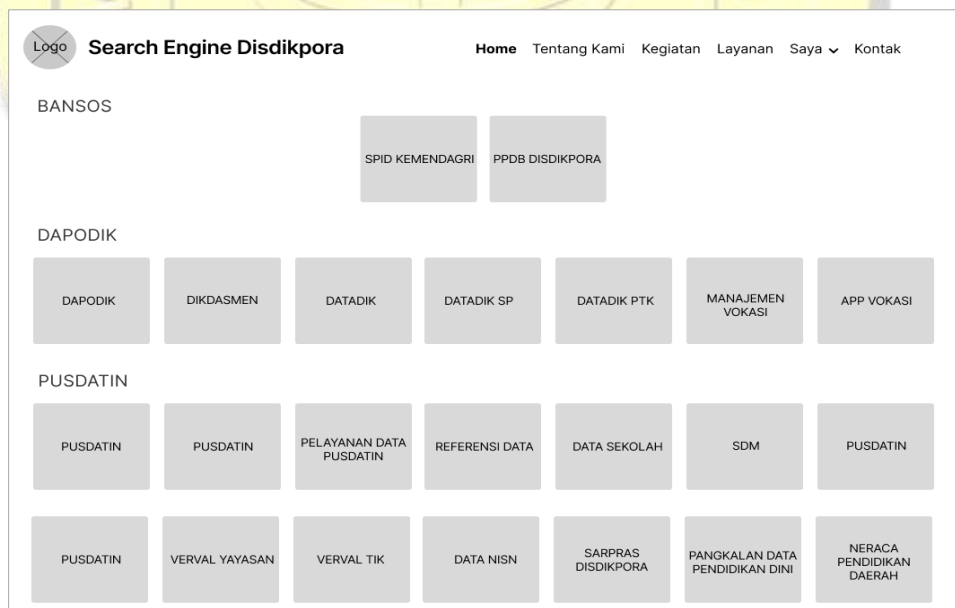 Logo
Search Engine Disdikpora
Home Tentang Kami Kegiatan Layanan Saya Kontak
BANSOS
SPID KEMENDAGRI
PPDB DISDIKPORA
DAPODIK
DAPODIK
DIKDASMEN
DATADIK
DATADIK SP
DATADIK PTK
MANAJEMEN
VOKASI
APP VOKASI
PUSDATIN
PUSDATIN
PUSDATIN
PELAYANAN DATA
PUSDATIN
REFERENSI DATA
DATA SEKOLAH
SDM
PUSDATIN
PUSDATIN
VERVAL YAYASAN
VERVAL TIK
DATA NISN
SARPRAS
DISDIKPORA
PANGKALAN DATA
PENDIDIKAN DINI
NERACA
PENDIDIKAN
DAERAH